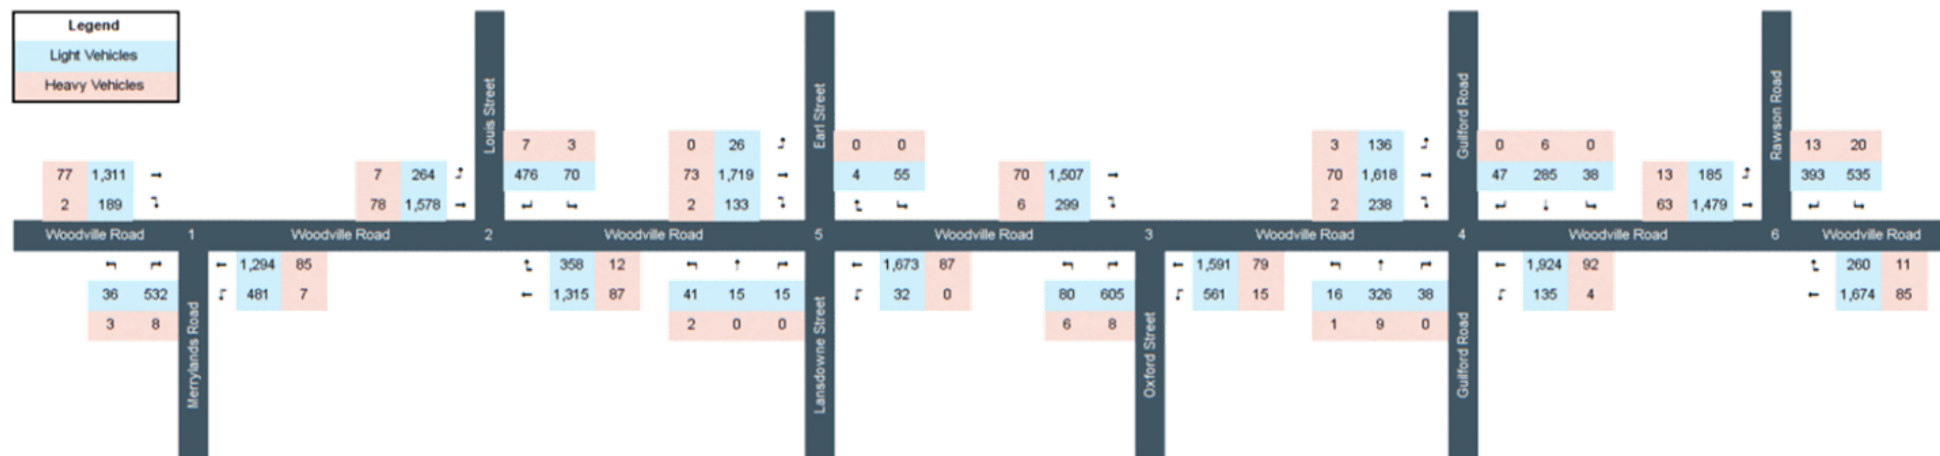 Legend
Light Vehicles
Heavy Vehicles
Louis Street
Earl Street
Guilford Road
Rawson Road
7 3
0 26
0 0
3 136
0 6 0
13 20
77 1,311
7 264
476 70
73 1,719
4 55
70 1,507
70 1,618
47 285 38
13 185
393 535
2 189
78 1,578
2 133
6 299
2 238
63 1,479
Woodville Road 1 Woodville Road 2 Woodville Road 5 Woodville Road 3 Woodville Road 4 Woodville Road 6 Woodville Road
1,294 85
358 12
1,673 87
1,591 79
1,924 92
260 11
36 532
481 7
1,315 87
41 15 15
32 0
80 605
561 15
16 326 38
135 4
1,674 85
3 8
2 0 0
6 8
1 9 0
Merrylands Road
Lansdowne Street
Oxford Street
Guilford Road